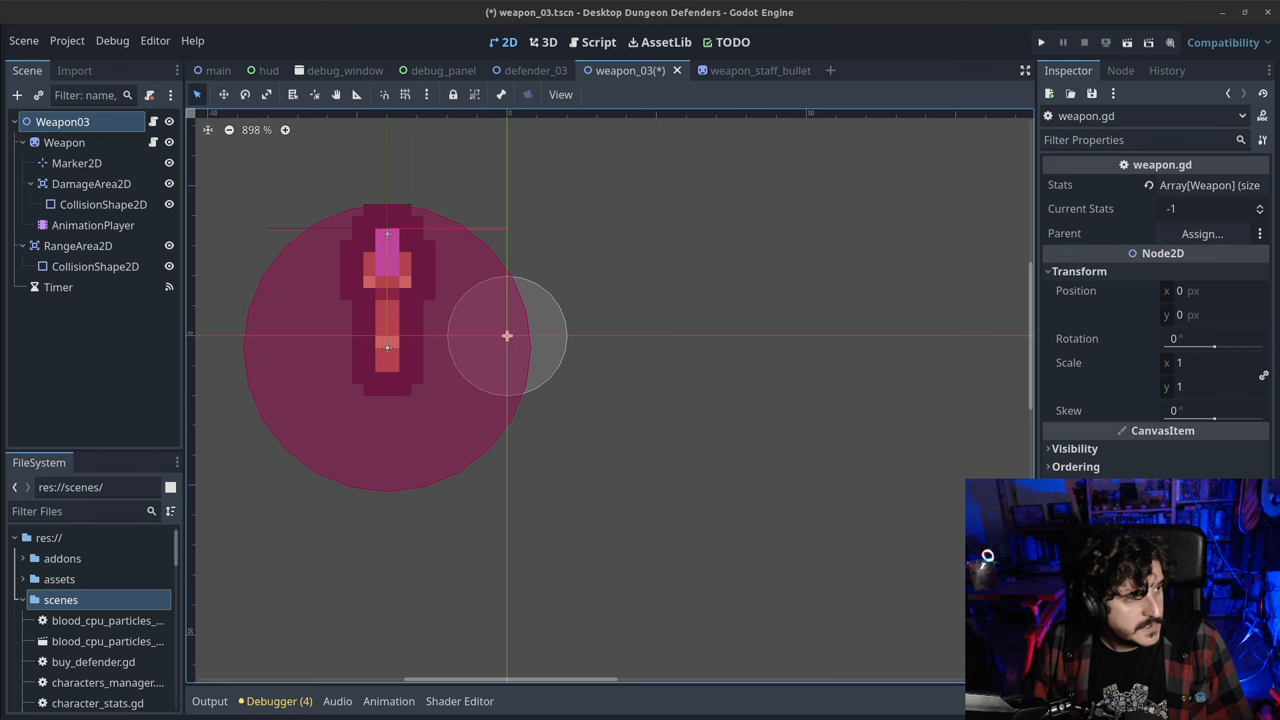 (*) weapon_03.tscn - Desktop Dungeon Defenders - Godot Engine
Scene Project Debug Editor Help
2D 3D Script AssetLib TODO
Compatibility
Scene Import
main hud debug_window debug_panel defender_03 weapon_03(*) weapon_staff_bullet
Inspector Node History
Filter: name,
View
weapon.gd
Filter Properties
-50 0 50
898 %
Weapon03
Weapon
Marker2D
DamageArea2D
CollisionShape2D
AnimationPlayer
RangeArea2D
CollisionShape2D
Timer
weapon.gd
Stats Array[Weapon] (size
Current Stats -1
Parent Assign...
Node2D
Transform
Position x 0 px
y 0 px
Rotation 0 °
Scale x 1
y 1
Skew 0 °
CanvasItem
Visibility
Ordering
FileSystem
res://scenes/
Filter Files
res://
addons
assets
scenes
blood_cpu_particles_...
blood_cpu_particles_...
buy_defender.gd
characters_manager....
character_stats.gd
Output Debugger (4) Audio Animation Shader Editor